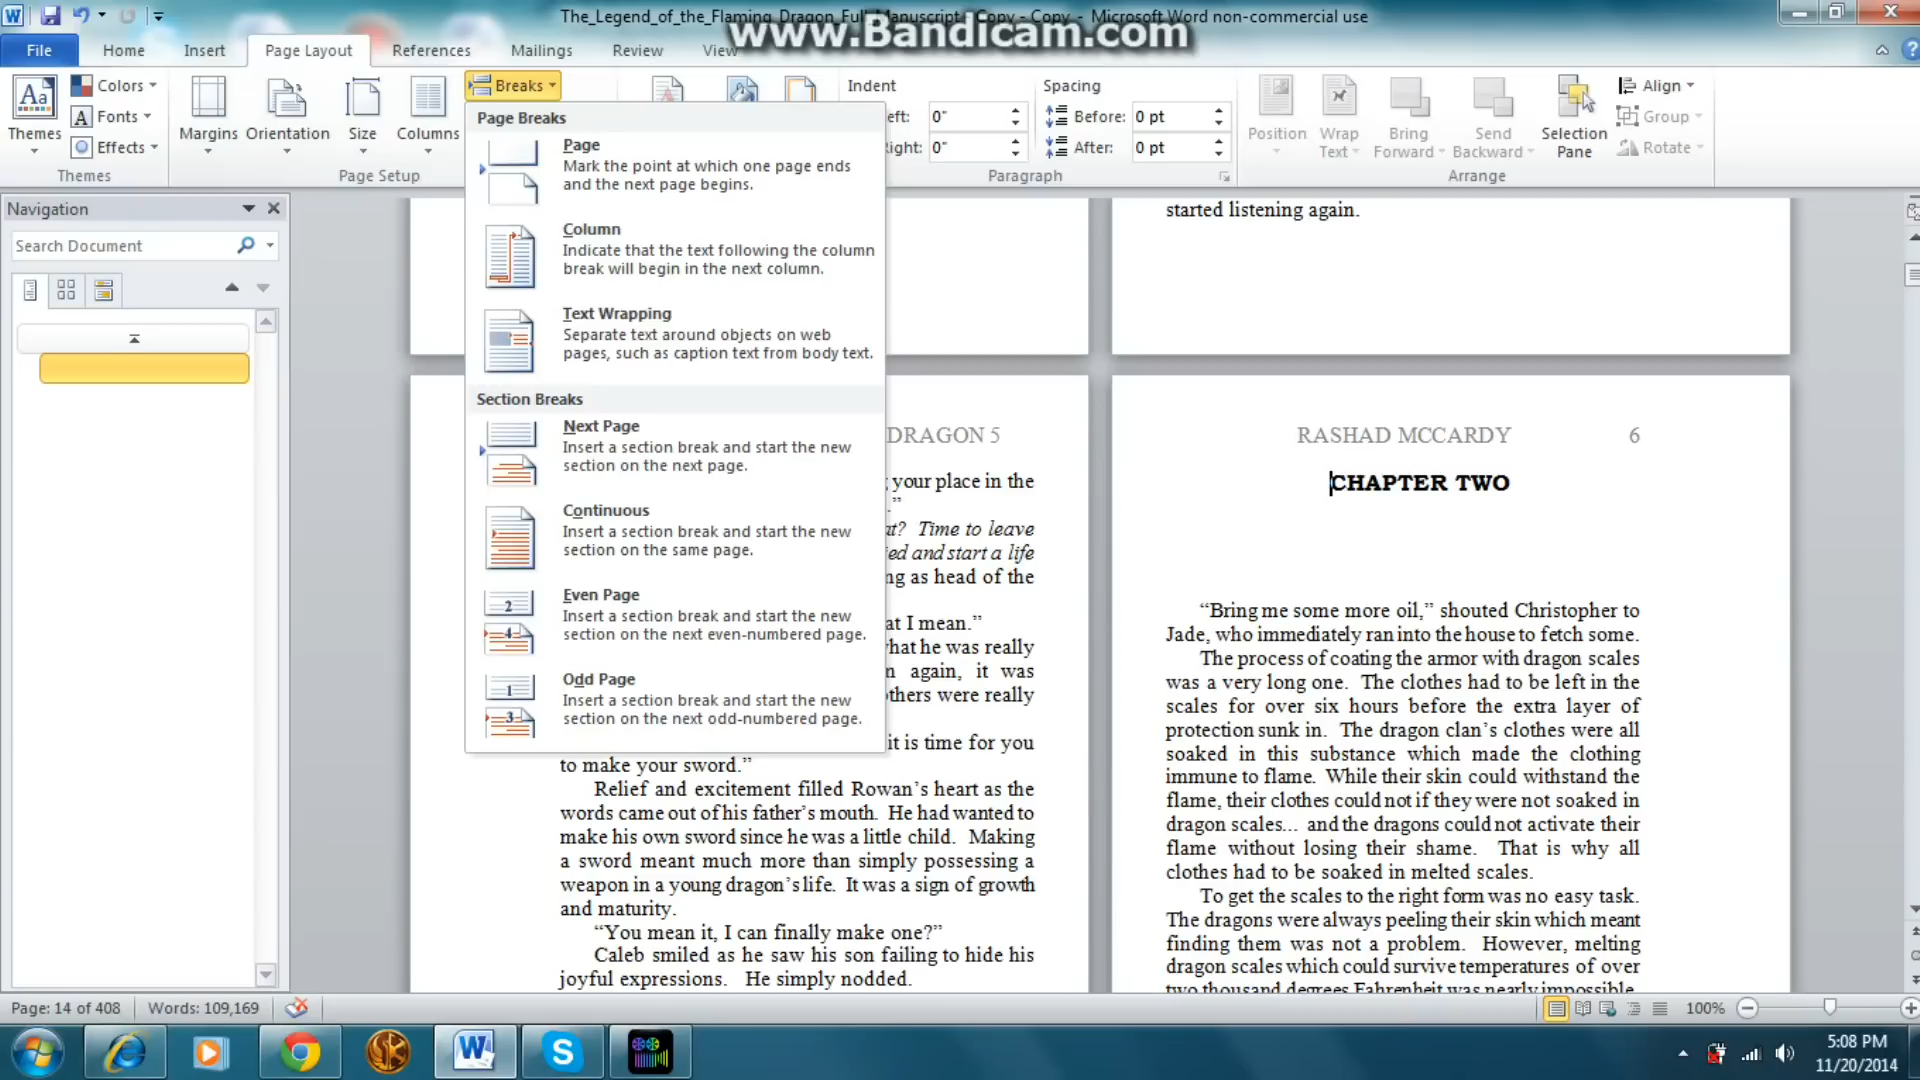 The_Legend_of_the_Flaming_Dragon_Full_Manuscript - Copy - Copy - Microsoft Word non-commercial use
www.Bandicam.com
File Home Insert Page Layout References Mailings Review View
Aa
Themes
Colors
Fonts
Effects
Themes
Margins
Orientation
Size
Columns
Page Setup
Breaks
Indent
Left: 0"
Right: 0"
Spacing
Before: 0 pt
After: 0 pt
Paragraph
Position
Wrap
Text
Bring
Forward
Send
Backward
Selection
Pane
Align
Group
Rotate
Arrange
Page Breaks
Page
Mark the point at which one page ends
and the next page begins.
Column
Indicate that the text following the column
break will begin in the next column.
Text Wrapping
Separate text around objects on web
pages, such as caption text from body text.
Section Breaks
Next Page
Insert a section break and start the new
section on the next page.
Continuous
Insert a section break and start the new
section on the same page.
Even Page
Insert a section break and start the new
section on the next even-numbered page.
Odd Page
Insert a section break and start the new
section on the next odd-numbered page.
Navigation
Search Document
started listening again.
DRAGON 5
your place in the
”
at? Time to leave
ed and start a life
ng as head of the
at I mean.”
what he was really
n again, it was
others were really
it is time for you
to make your sword.”
Relief and excitement filled Rowan’s heart as the
words came out of his father’s mouth. He had wanted to
make his own sword since he was a little child. Making
a sword meant much more than simply possessing a
weapon in a young dragon’s life. It was a sign of growth
and maturity.
“You mean it, I can finally make one?”
Caleb smiled as he saw his son failing to hide his
joyful expressions. He simply nodded.
RASHAD MCCARDY 6
CHAPTER TWO
“Bring me some more oil,” shouted Christopher to
Jade, who immediately ran into the house to fetch some.
The process of coating the armor with dragon scales
was a very long one. The clothes had to be left in the
scales for over six hours before the extra layer of
protection sunk in. The dragon clan’s clothes were all
soaked in this substance which made the clothing
immune to flame. While their skin could withstand the
flame, their clothes could not if they were not soaked in
dragon scales... and the dragons could not activate their
flame without losing their shame. That is why all
clothes had to be soaked in melted scales.
To get the scales to the right form was no easy task.
The dragons were always peeling their skin which meant
finding them was not a problem. However, melting
dragon scales which could survive temperatures of over
two thousand degrees Fahrenheit was nearly impossible.
Page: 14 of 408 Words: 109,169
100%
5:08 PM
11/20/2014